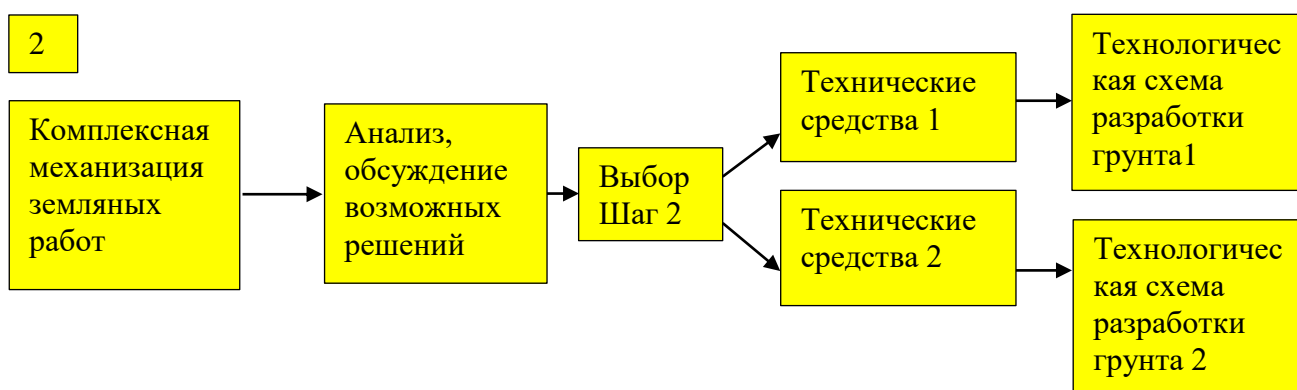 2
Комплексная
механизация
земляных
работ
Анализ,
обсуждение
возможных
решений
Выбор
Шаг 2
Технические
средства 1
Технологичес
кая схема
разработки
грунта1
Технические
средства 2
Технологичес
кая схема
разработки
грунта 2